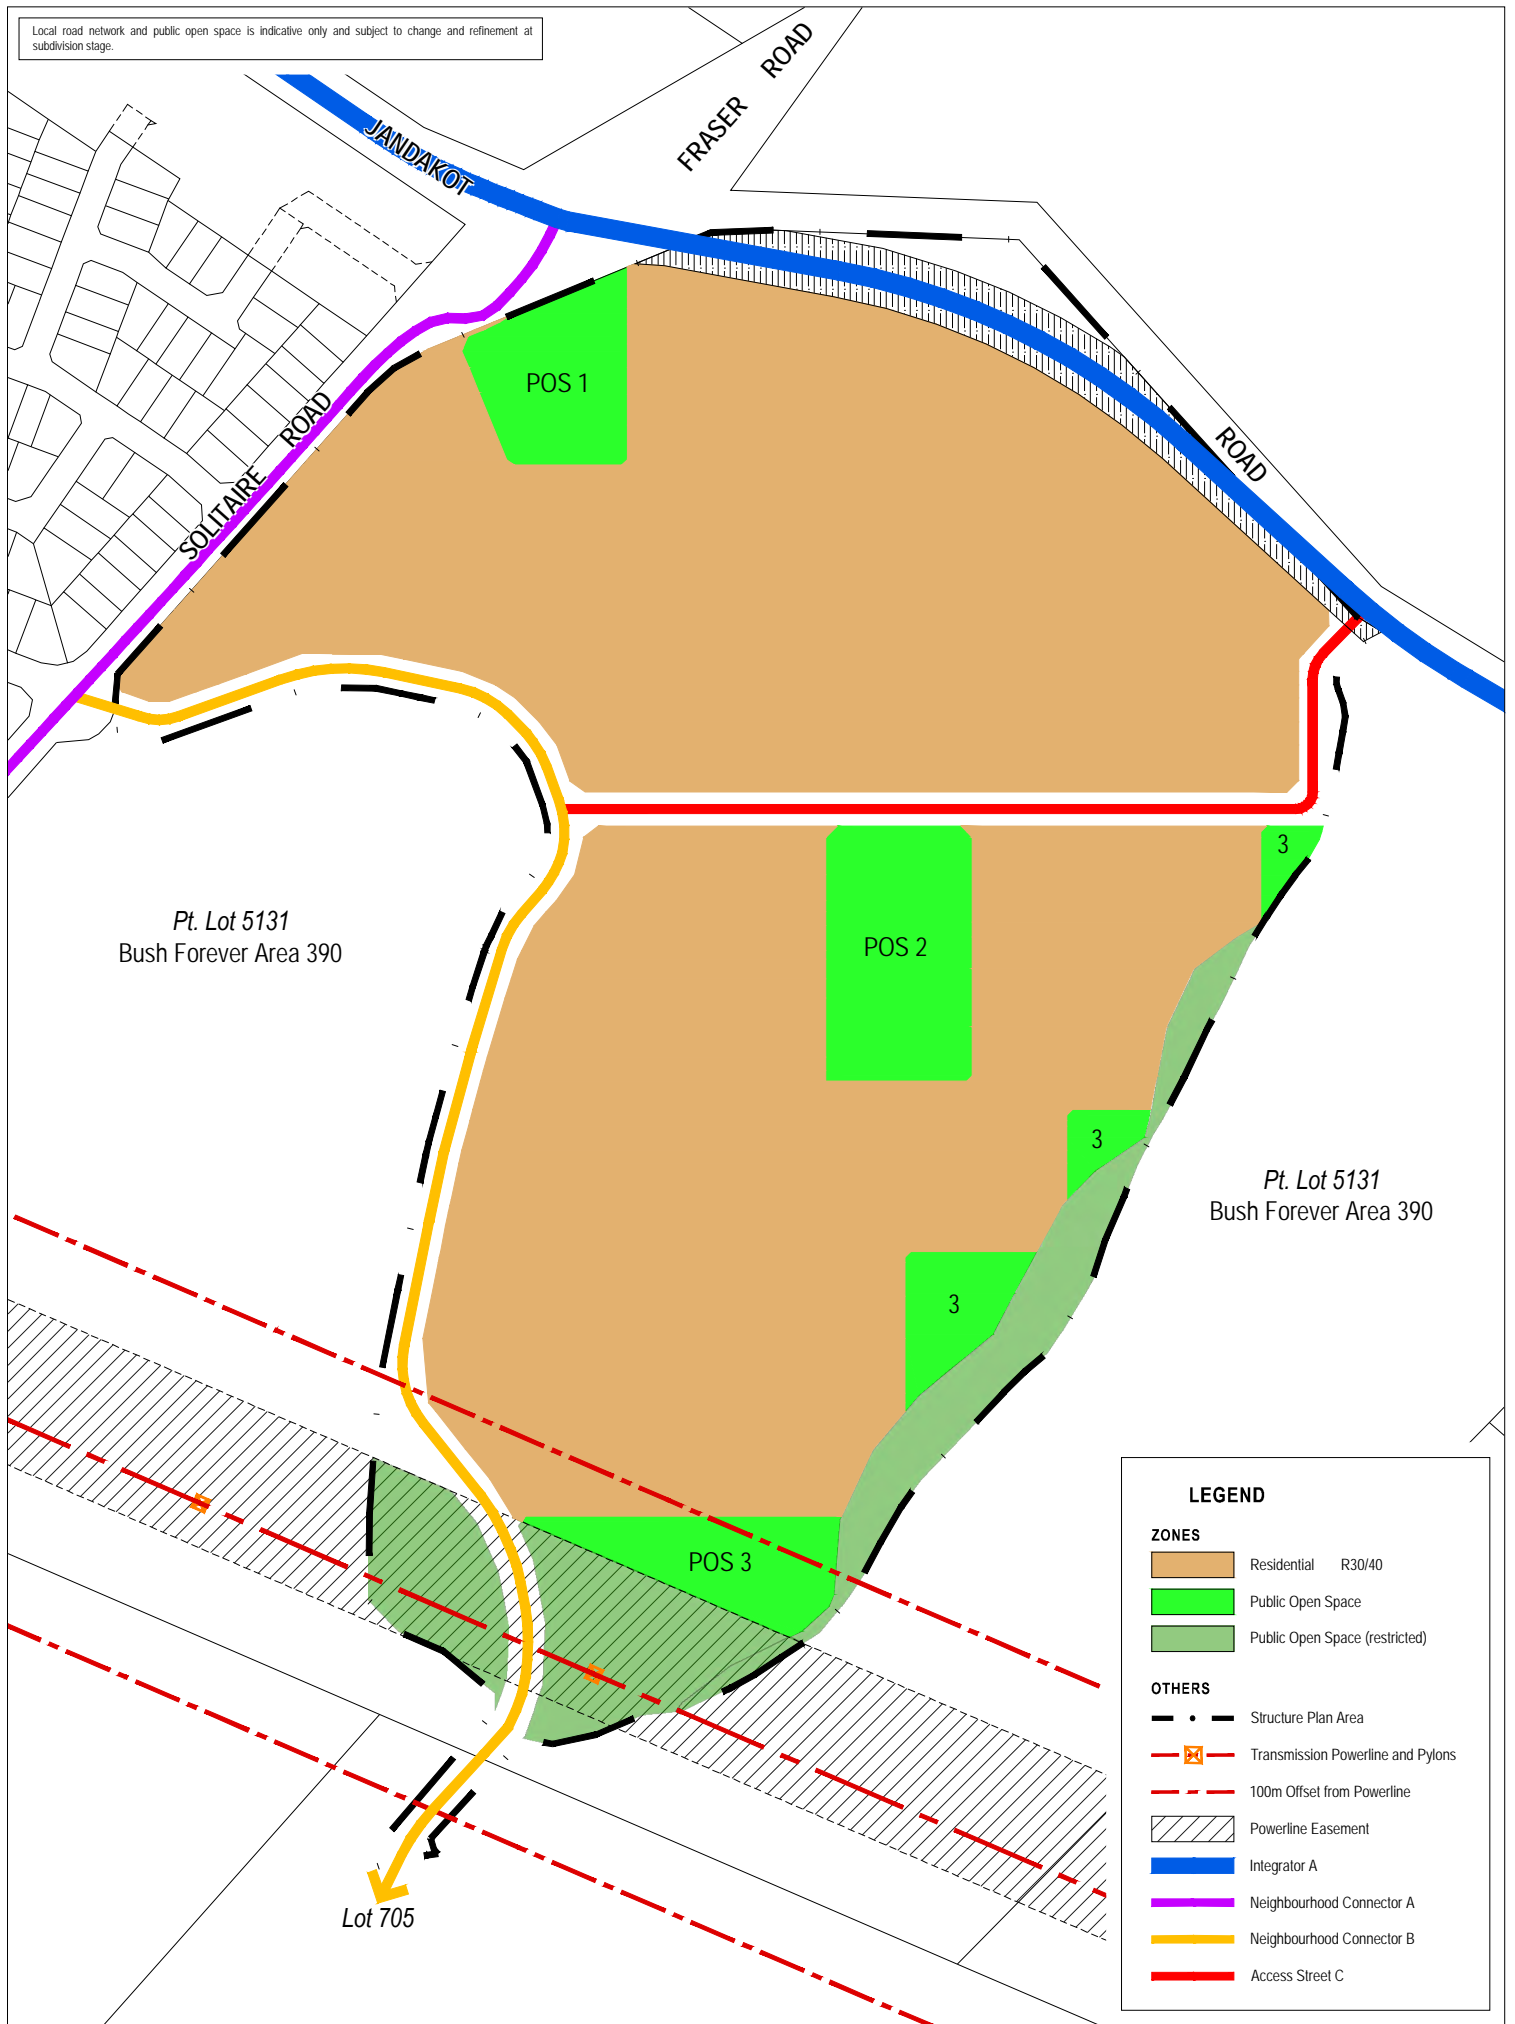 Local road network and public open space is indicative only and subject to change and refinement at
subdivision stage.
JANDAKOT
FRASER ROAD
ROAD
SOLITAIRE ROAD
POS 1
POS 2
3
Pt. Lot 5131
Bush Forever Area 390
3
Pt. Lot 5131
Bush Forever Area 390
3
POS 3
Lot 705
LEGEND
ZONES
Residential R30/40
Public Open Space
Public Open Space (restricted)
OTHERS
Structure Plan Area
Transmission Powerline and Pylons
100m Offset from Powerline
Powerline Easement
Integrator A
Neighbourhood Connector A
Neighbourhood Connector B
Access Street C